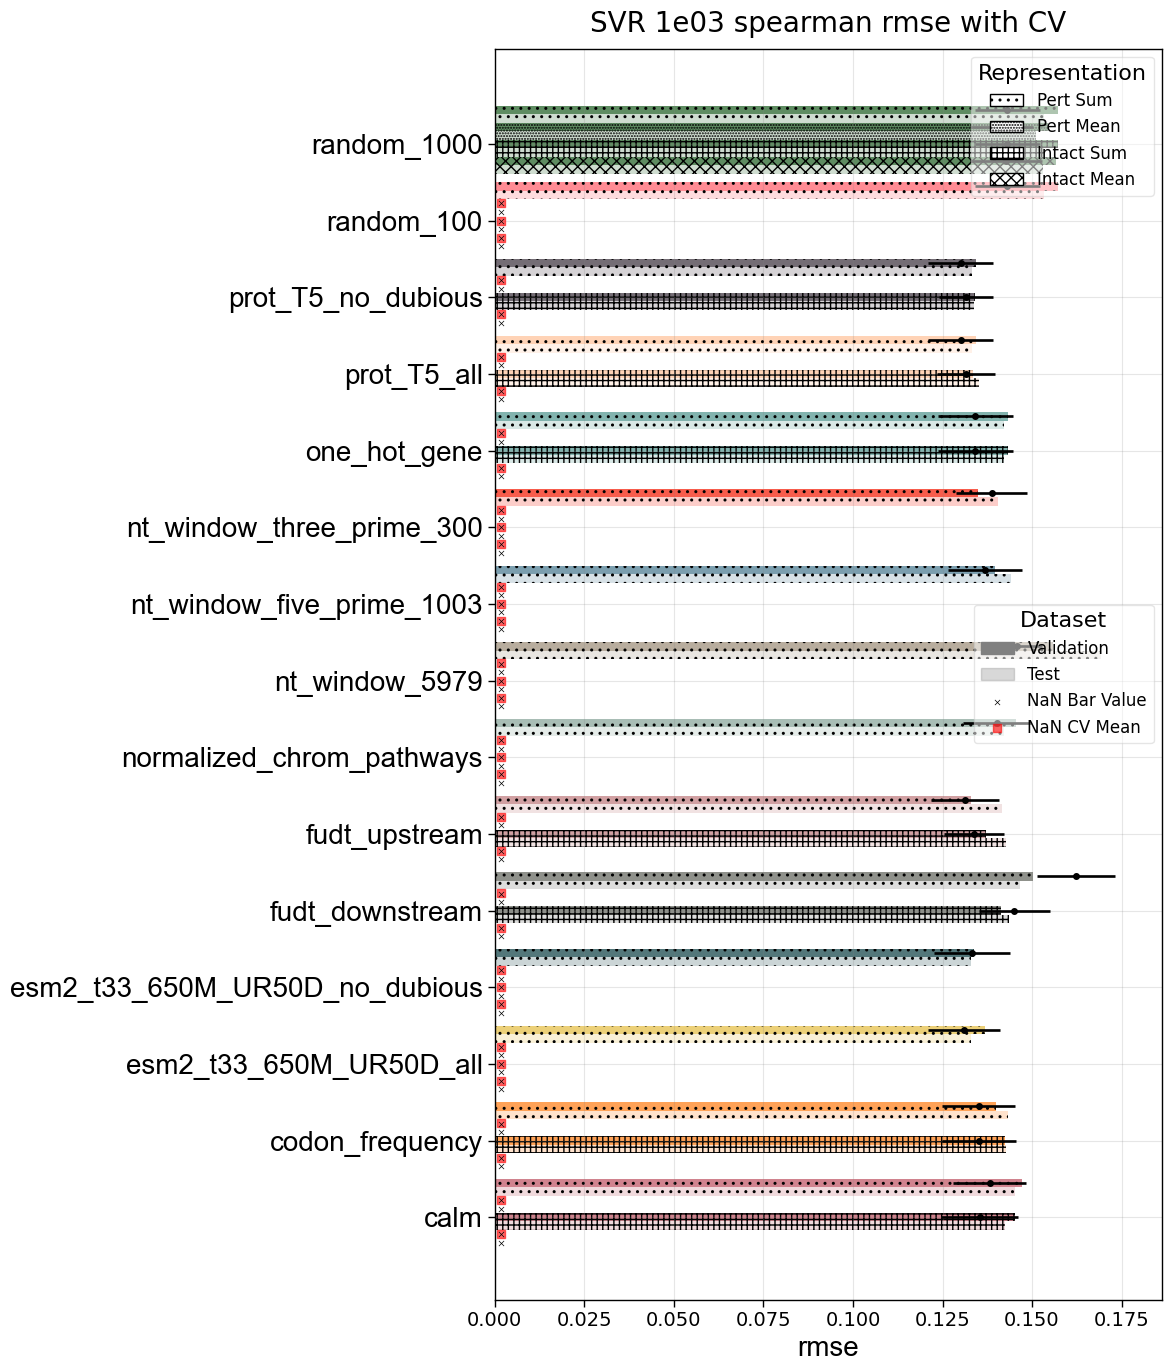 SVR 1e03 spearman rmse with CV
Representation
Pert Sum
Pert Mean
Intact Sum
Intact Mean
random_1000
random_100
prot_T5_no_dubious
prot_T5_all
one_hot_gene
nt_window_three_prime_300
nt_window_five_prime_1003
nt_window_5979
normalized_chrom_pathways
fudt_upstream
fudt_downstream
esm2_t33_650M_UR50D_no_dubious
esm2_t33_650M_UR50D_all
codon_frequency
calm
Dataset
Validation
Test
NaN Bar Value
NaN CV Mean
0.000 0.025 0.050 0.075 0.100 0.125 0.150 0.175
rmse